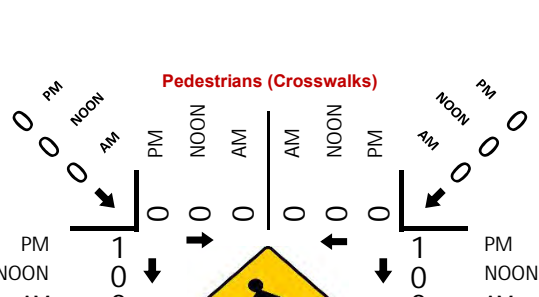 Pedestrians (Crosswalks)
PM NOON AM
0 0 0
PM NOON AM AM NOON PM
0 0 0 0 0 0
PM NOON AM
0 0 0
PM 1 1 PM
NOON 0 0 NOON